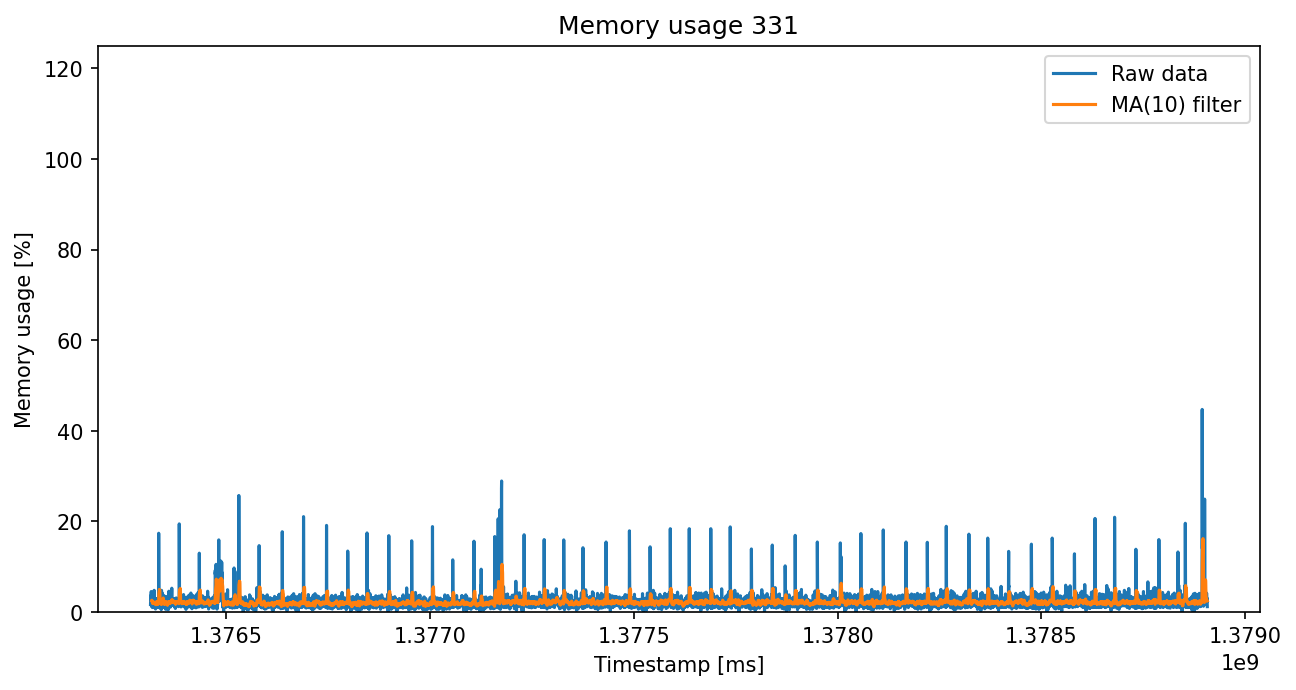 Memory usage 331
Raw data
MA(10) filter
Memory usage [%]
120
100
80
60
40
20
0
1.3765 1.3770 1.3775 1.3780 1.3785 1.3790
1e9
Timestamp [ms]